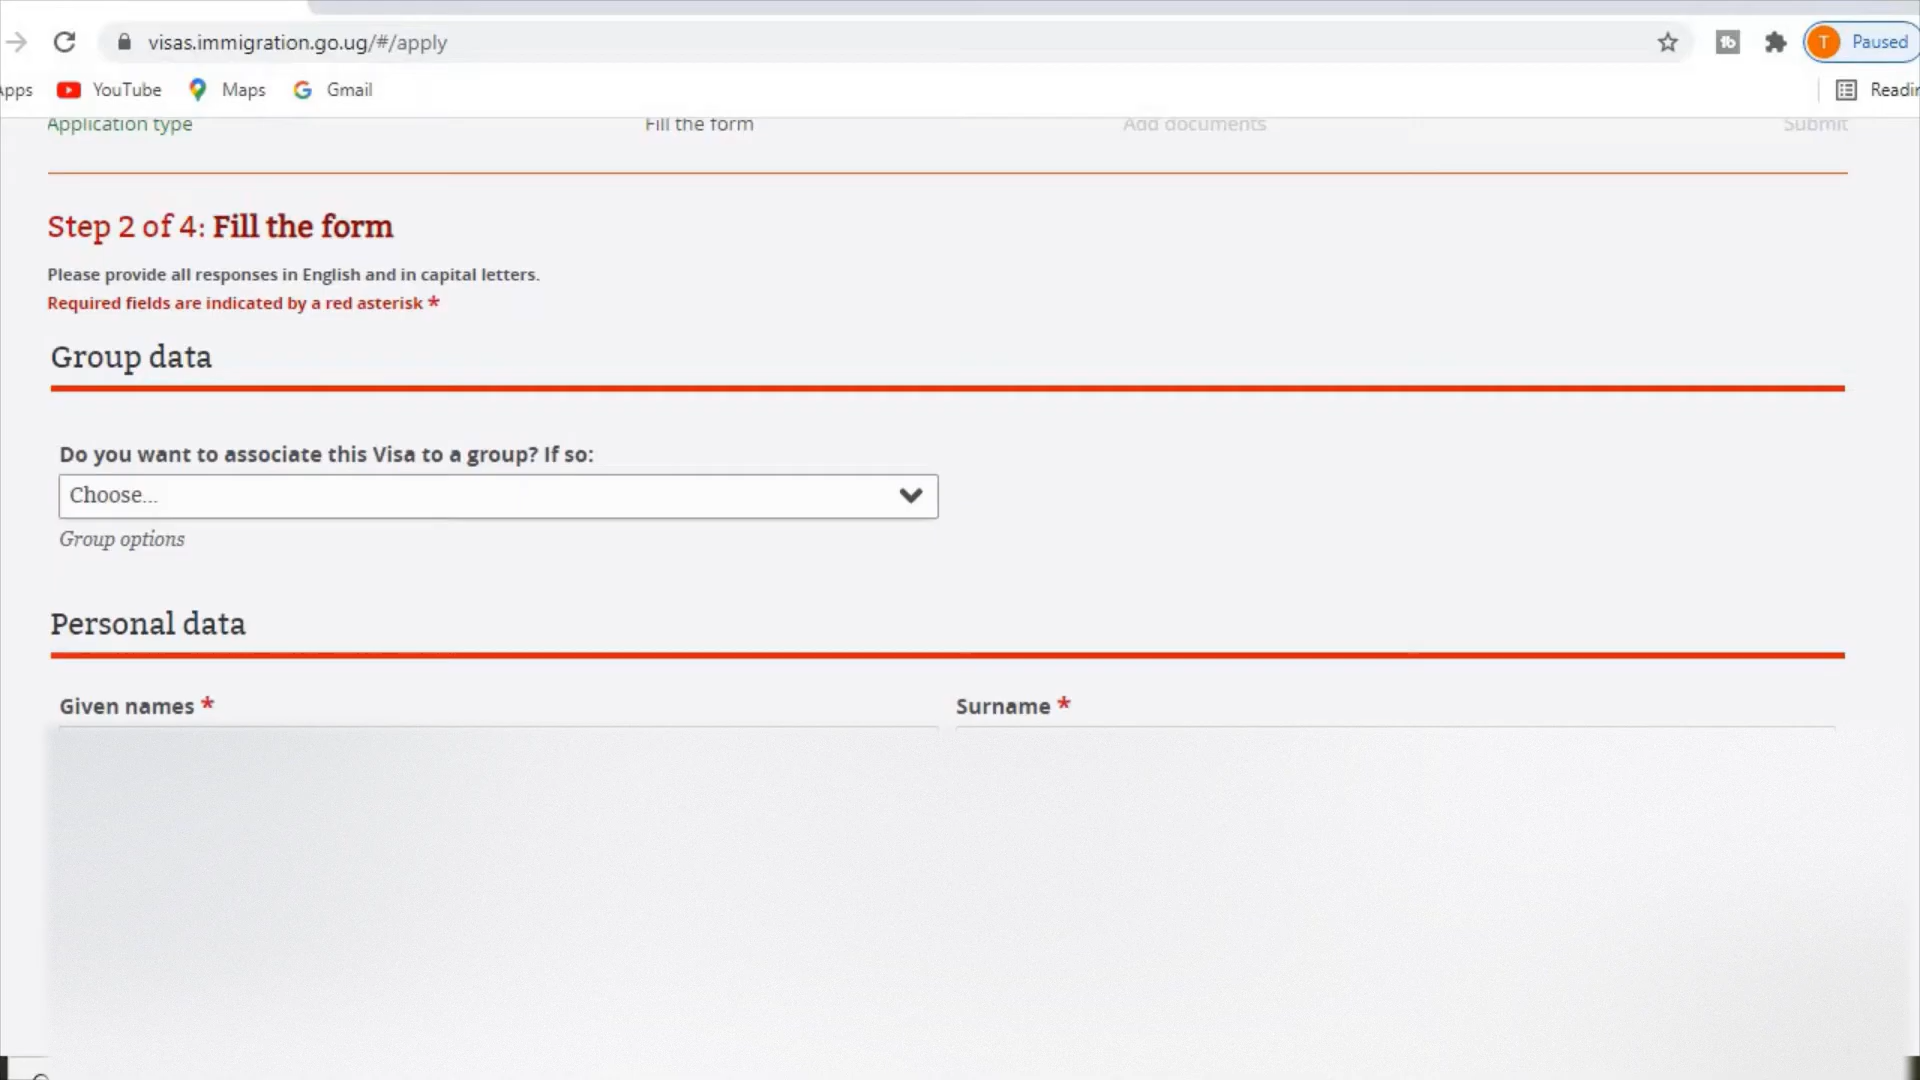 visas.immigration.go.ug/#/apply
Paused
YouTube Maps Gmail
Application type Fill the form Add documents Submit
Step 2 of 4: Fill the form
Please provide all responses in English and in capital letters.
Required fields are indicated by a red asterisk *
Group data
Do you want to associate this Visa to a group? If so:
Choose...
Group options
Personal data
Given names * Surname *